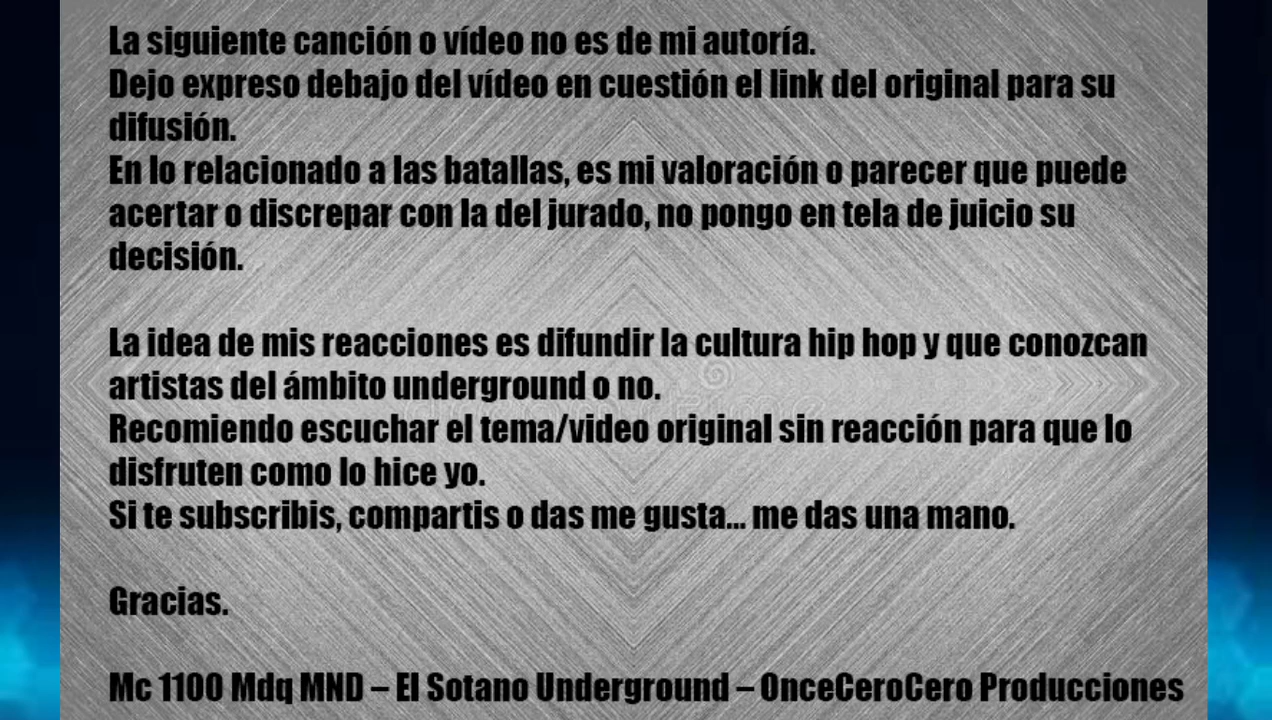 La siguiente canción o vídeo no es de mi autoría.
Dejo expreso debajo del vídeo en cuestión el link del original para su
difusión.
En lo relacionado a las batallas, es mi valoración o parecer que puede
acertar o discrepar con la del jurado, no pongo en tela de juicio su
decisión.
La idea de mis reacciones es difundir la cultura hip hop y que conozcan
artistas del ámbito underground o no.
Recomiendo escuchar el tema/video original sin reacción para que lo
disfruten como lo hice yo.
Si te subscribis, compartis o das me gusta... me das una mano.
Gracias.
Mc 1100 Mdq MND – El Sotano Underground – OnceCeroCero Producciones